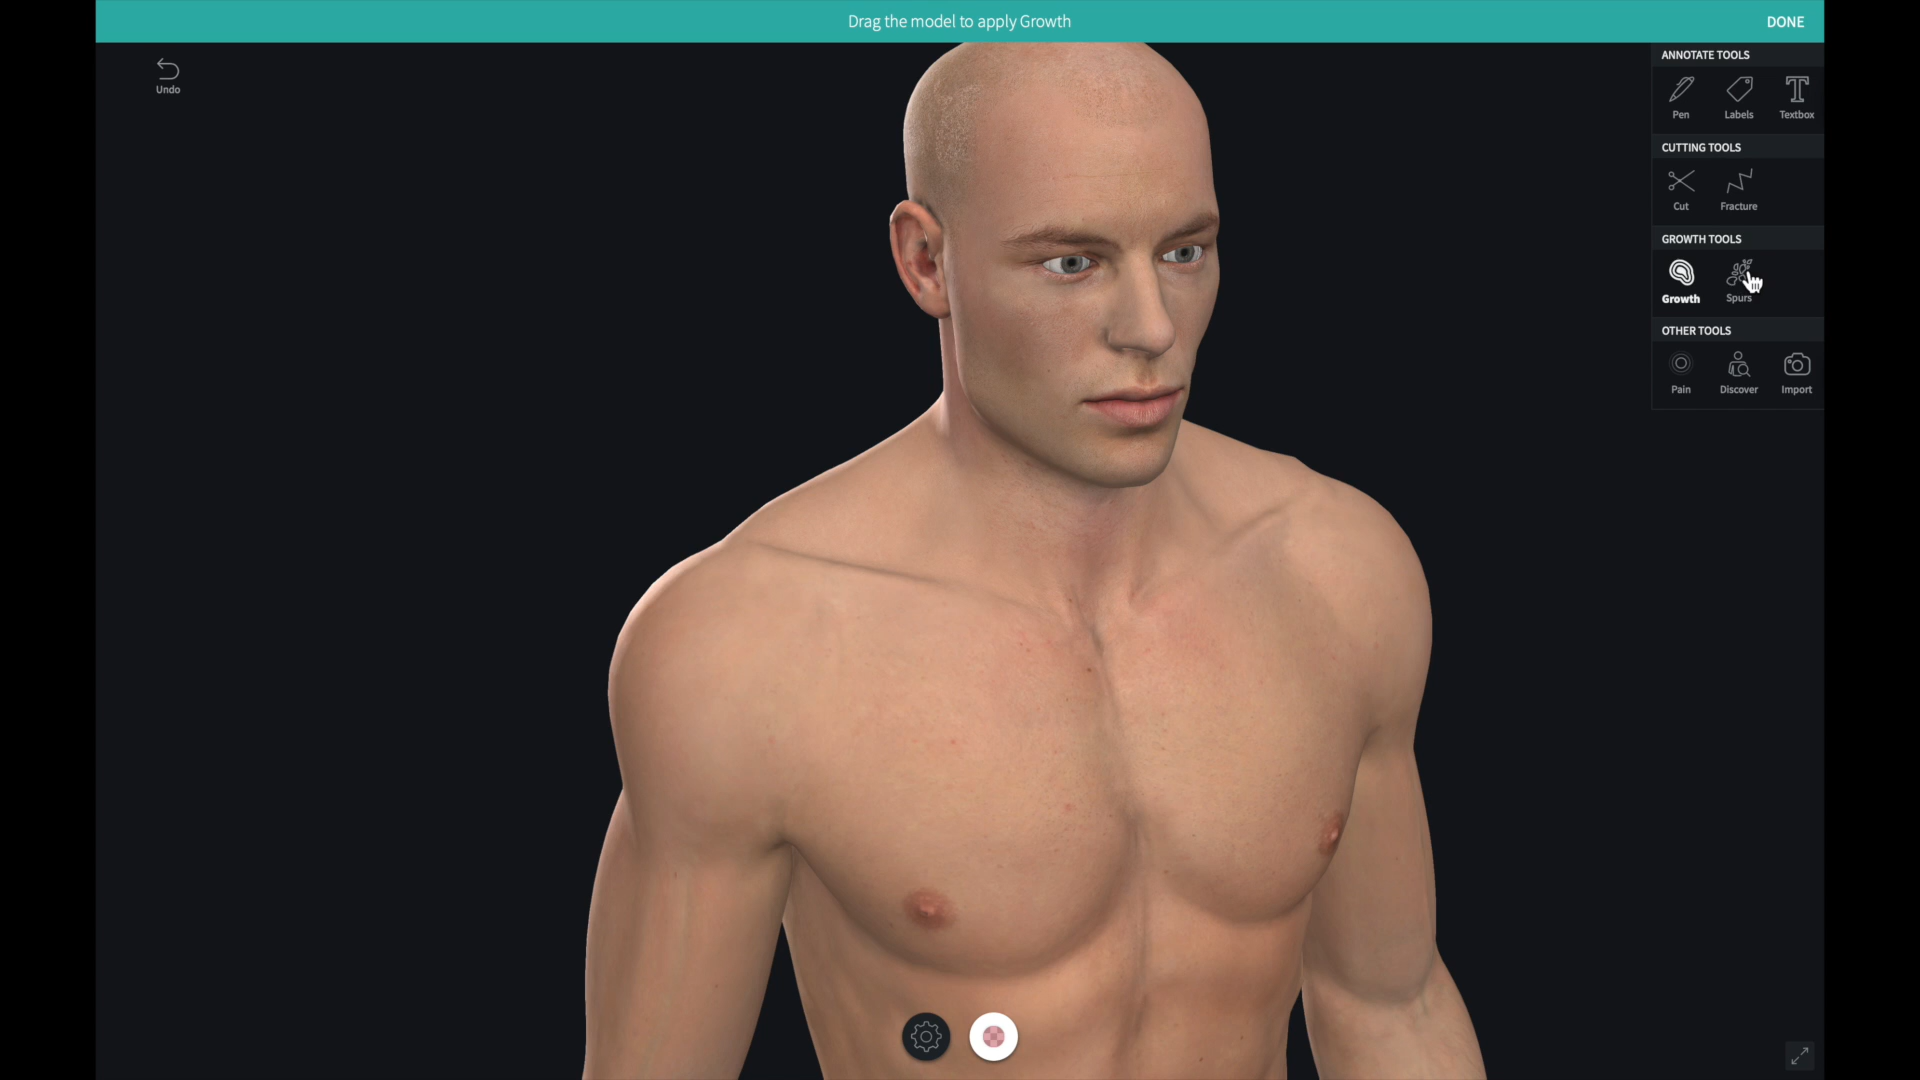 Drag the model to apply Growth
DONE
Undo
ANNOTATE TOOLS
Pen
Labels
Textbox
CUTTING TOOLS
Cut
Fracture
GROWTH TOOLS
Growth
Spurs
OTHER TOOLS
Pain
Discover
Import